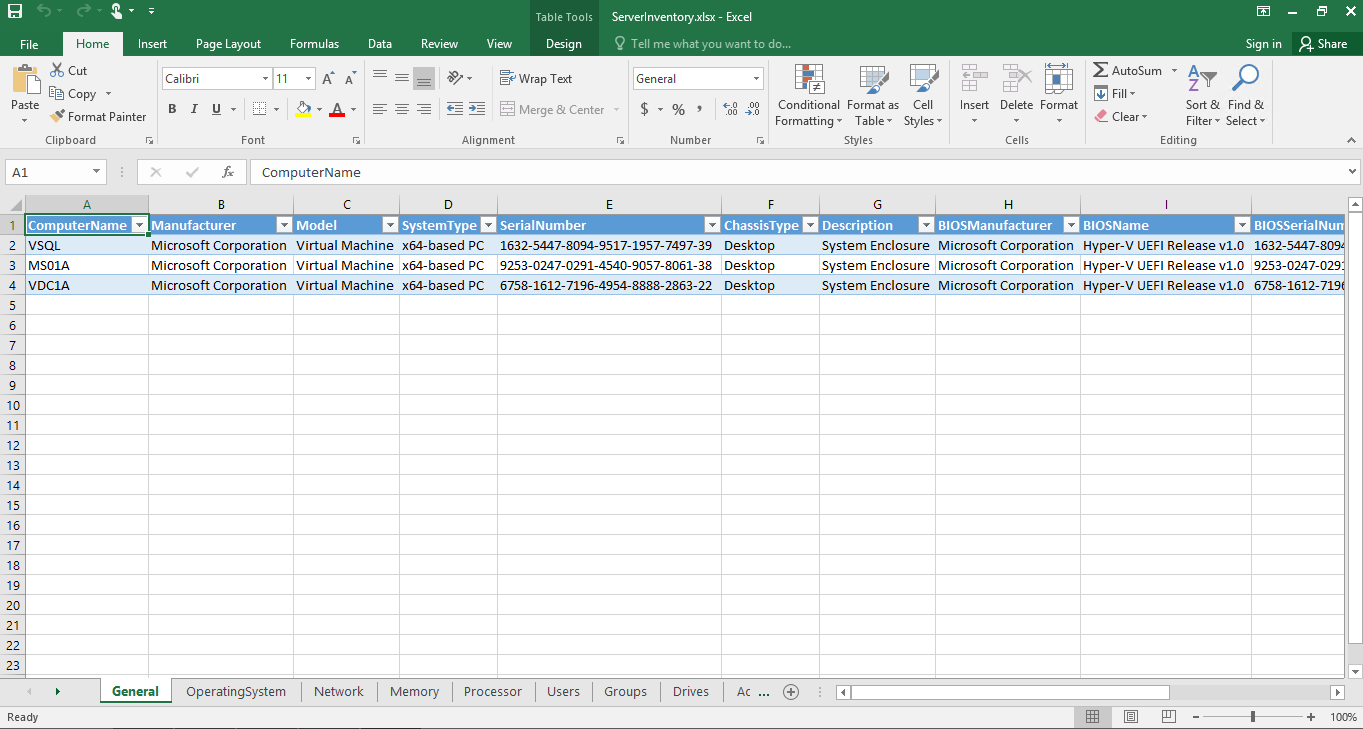 Table Tools
ServerInventory.xlsx - Excel
File Home Insert Page Layout Formulas Data Review View Design Tell me what you want to do... Sign in Share
Paste
Cut
Copy
Format Painter
Clipboard
Calibri 11
B I U A
Font
Wrap Text
Merge & Center
Alignment
General
$ % ,
Number
Conditional Formatting
Format as Table
Cell Styles
Styles
Insert Delete Format
Cells
AutoSum
Fill
Clear
Sort & Filter
Find & Select
Editing
A1 fx ComputerName
A B C D E F G H I
1 ComputerName Manufacturer Model SystemType SerialNumber ChassisType Description BIOSManufacturer BIOSName BIOSSerialNum
2 VSQL Microsoft Corporation Virtual Machine x64-based PC 1632-5447-8094-9517-1957-7497-39 Desktop System Enclosure Microsoft Corporation Hyper-V UEFI Release v1.0 1632-5447-8094
3 MS01A Microsoft Corporation Virtual Machine x64-based PC 9253-0247-0291-4540-9057-8061-38 Desktop System Enclosure Microsoft Corporation Hyper-V UEFI Release v1.0 9253-0247-0291
4 VDC1A Microsoft Corporation Virtual Machine x64-based PC 6758-1612-7196-4954-8888-2863-22 Desktop System Enclosure Microsoft Corporation Hyper-V UEFI Release v1.0 6758-1612-7196
5
6
7
8
9
10
11
12
13
14
15
16
17
18
19
20
21
22
23
General OperatingSystem Network Memory Processor Users Groups Drives Ac ...
Ready 100%